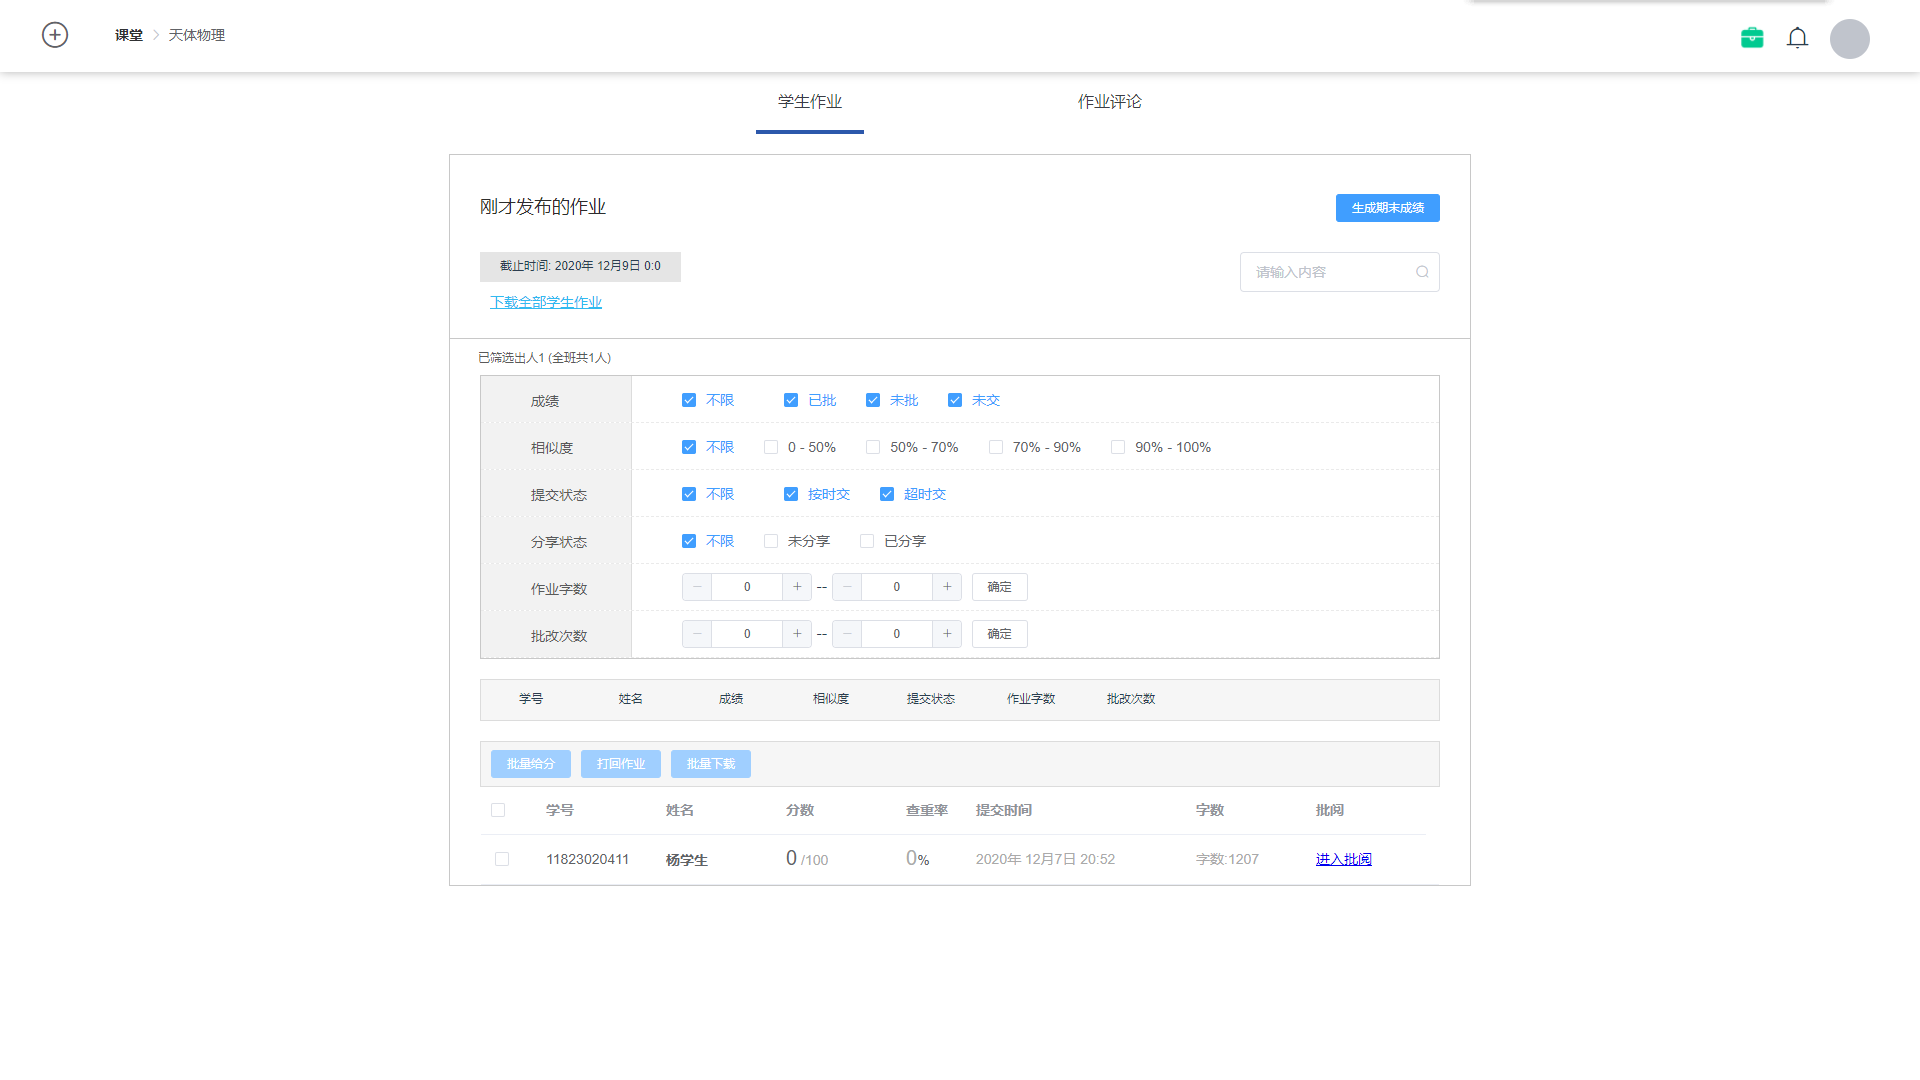 课堂 天体物理
学生作业 作业评论
刚才发布的作业 生成期末成绩
截止时间: 2020年 12月9日 0:0 请输入内容
下载全部学生作业
已筛选出人1 (全班共1人)
成绩 不限 已批 未批 未交
相似度 不限 0 - 50% 50% - 70% 70% - 90% 90% - 100%
提交状态 不限 按时交 超时交
分享状态 不限 未分享 已分享
作业字数 0 -- 0 确定
批改次数 0 -- 0 确定
学号 姓名 成绩 相似度 提交状态 作业字数 批改次数
批量给分 打回作业 批量下载
学号 姓名 分数 查重率 提交时间 字数 批阅
11823020411 杨学生 0 /100 0% 2020年 12月7日 20:52 字数:1207 进入批阅